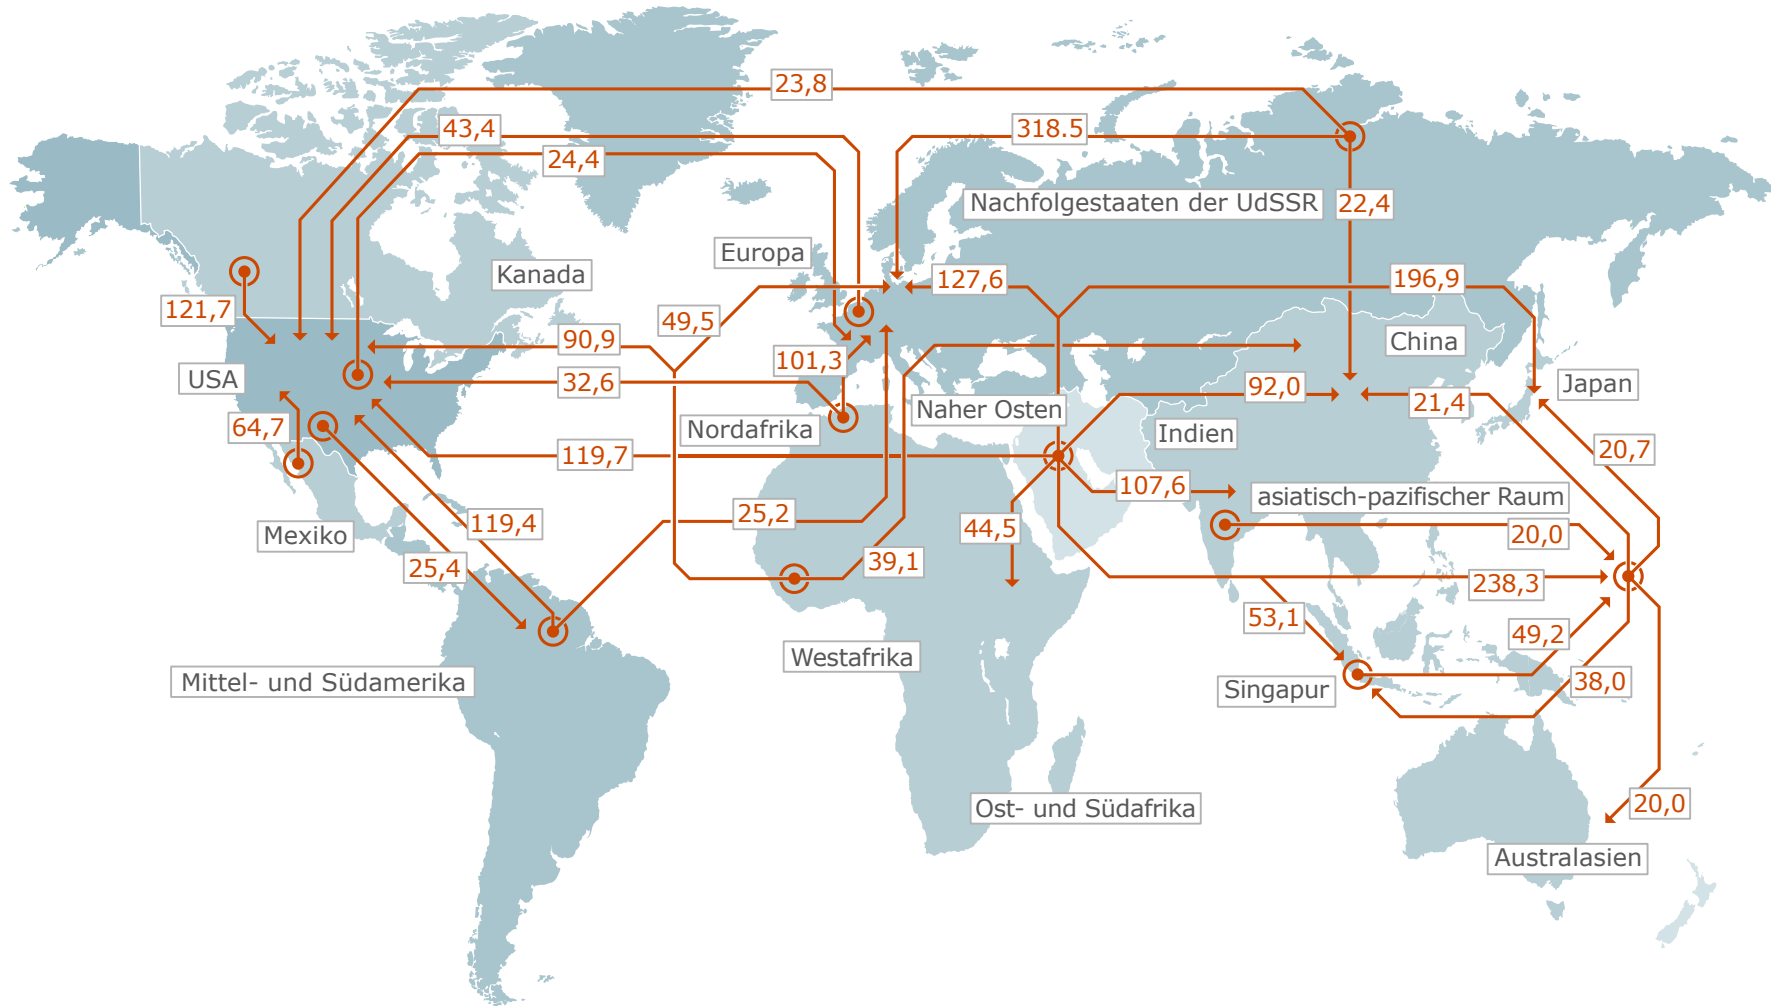 23,8
43,4
318.5
24,4
Nachfolgestaaten der UdSSR
22,4
Europa
Kanada
127,6
196,9
121,7
49,5
90,9
China
101,3
USA
32,6
92,0
Japan
21,4
Naher Osten
64,7
Nordafrika
Indien
119,7
20,7
107,6
asiatisch-pazifischer Raum
25,2
119,4
44,5
Mexiko
20,0
39,1
25,4
238,3
53,1
49,2
Westafrika
Mittel- und Südamerika
38,0
Singapur
Ost- und Südafrika
20,0
Australasien